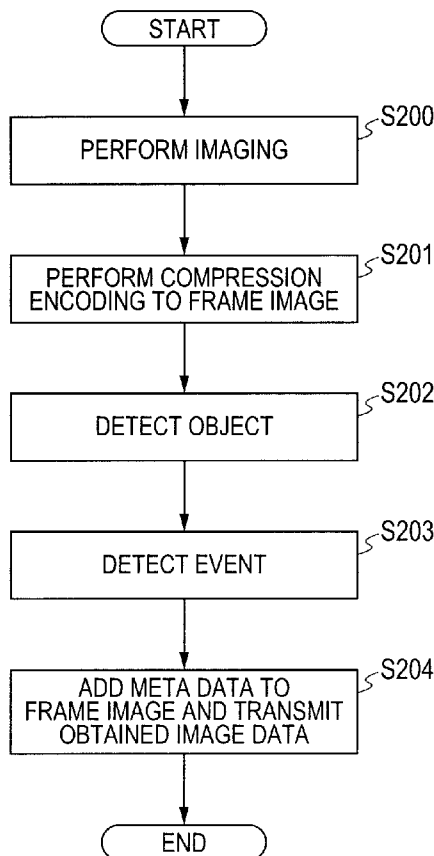 START
S200
PERFORM IMAGING
S201
PERFORM COMPRESSION
ENCODING TO FRAME IMAGE
S202
DETECT OBJECT
S203
DETECT EVENT
S204
ADD META DATA TO
FRAME IMAGE AND TRANSMIT
OBTAINED IMAGE DATA
END